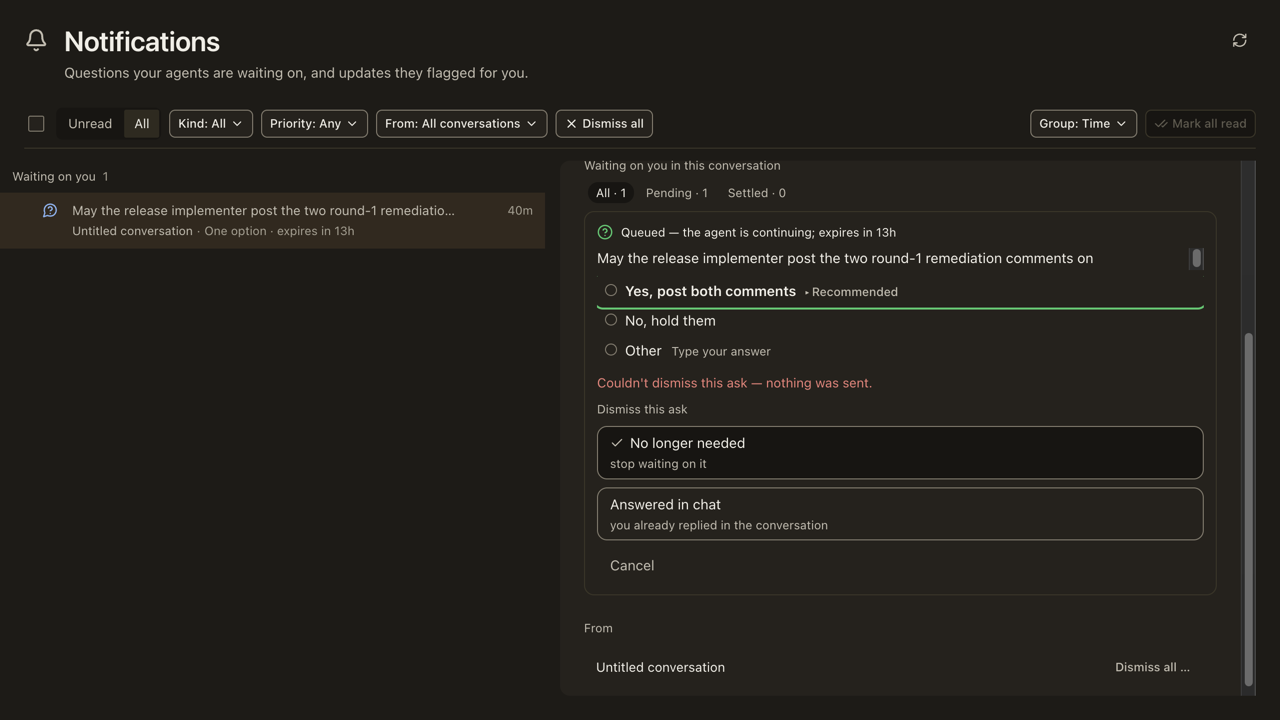 Notifications
Questions your agents are waiting on, and updates they flagged for you.
Unread All Kind: All Priority: Any From: All conversations Dismiss all Group: Time Mark all read
Waiting on you 1
May the release implementer post the two round-1 remediatio... 40m
Untitled conversation · One option · expires in 13h
Waiting on you in this conversation
All · 1 Pending · 1 Settled · 0
Queued — the agent is continuing; expires in 13h
May the release implementer post the two round-1 remediation comments on
Yes, post both comments ▸ Recommended
No, hold them
Other Type your answer
Couldn't dismiss this ask — nothing was sent.
Dismiss this ask
No longer needed
stop waiting on it
Answered in chat
you already replied in the conversation
Cancel
From
Untitled conversation Dismiss all ...